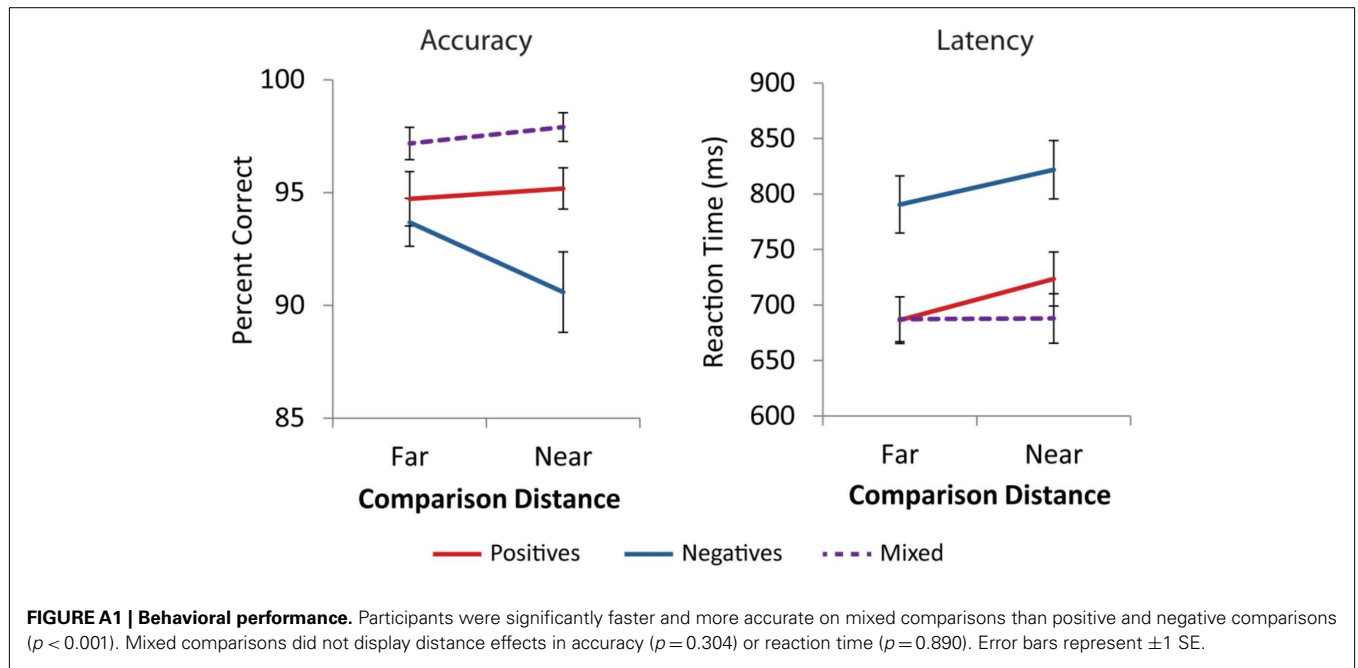 Accuracy
Latency
100
95
90
85
Percent Correct
Far
Near
Comparison Distance
900
850
800
750
700
650
600
Reaction Time (ms)
Far
Near
Comparison Distance
Positives
Negatives
Mixed
FIGURE A1 | Behavioral performance. Participants were significantly faster and more accurate on mixed comparisons than positive and negative comparisons
(p < 0.001). Mixed comparisons did not display distance effects in accuracy (p = 0.304) or reaction time (p = 0.890). Error bars represent ±1 SE.